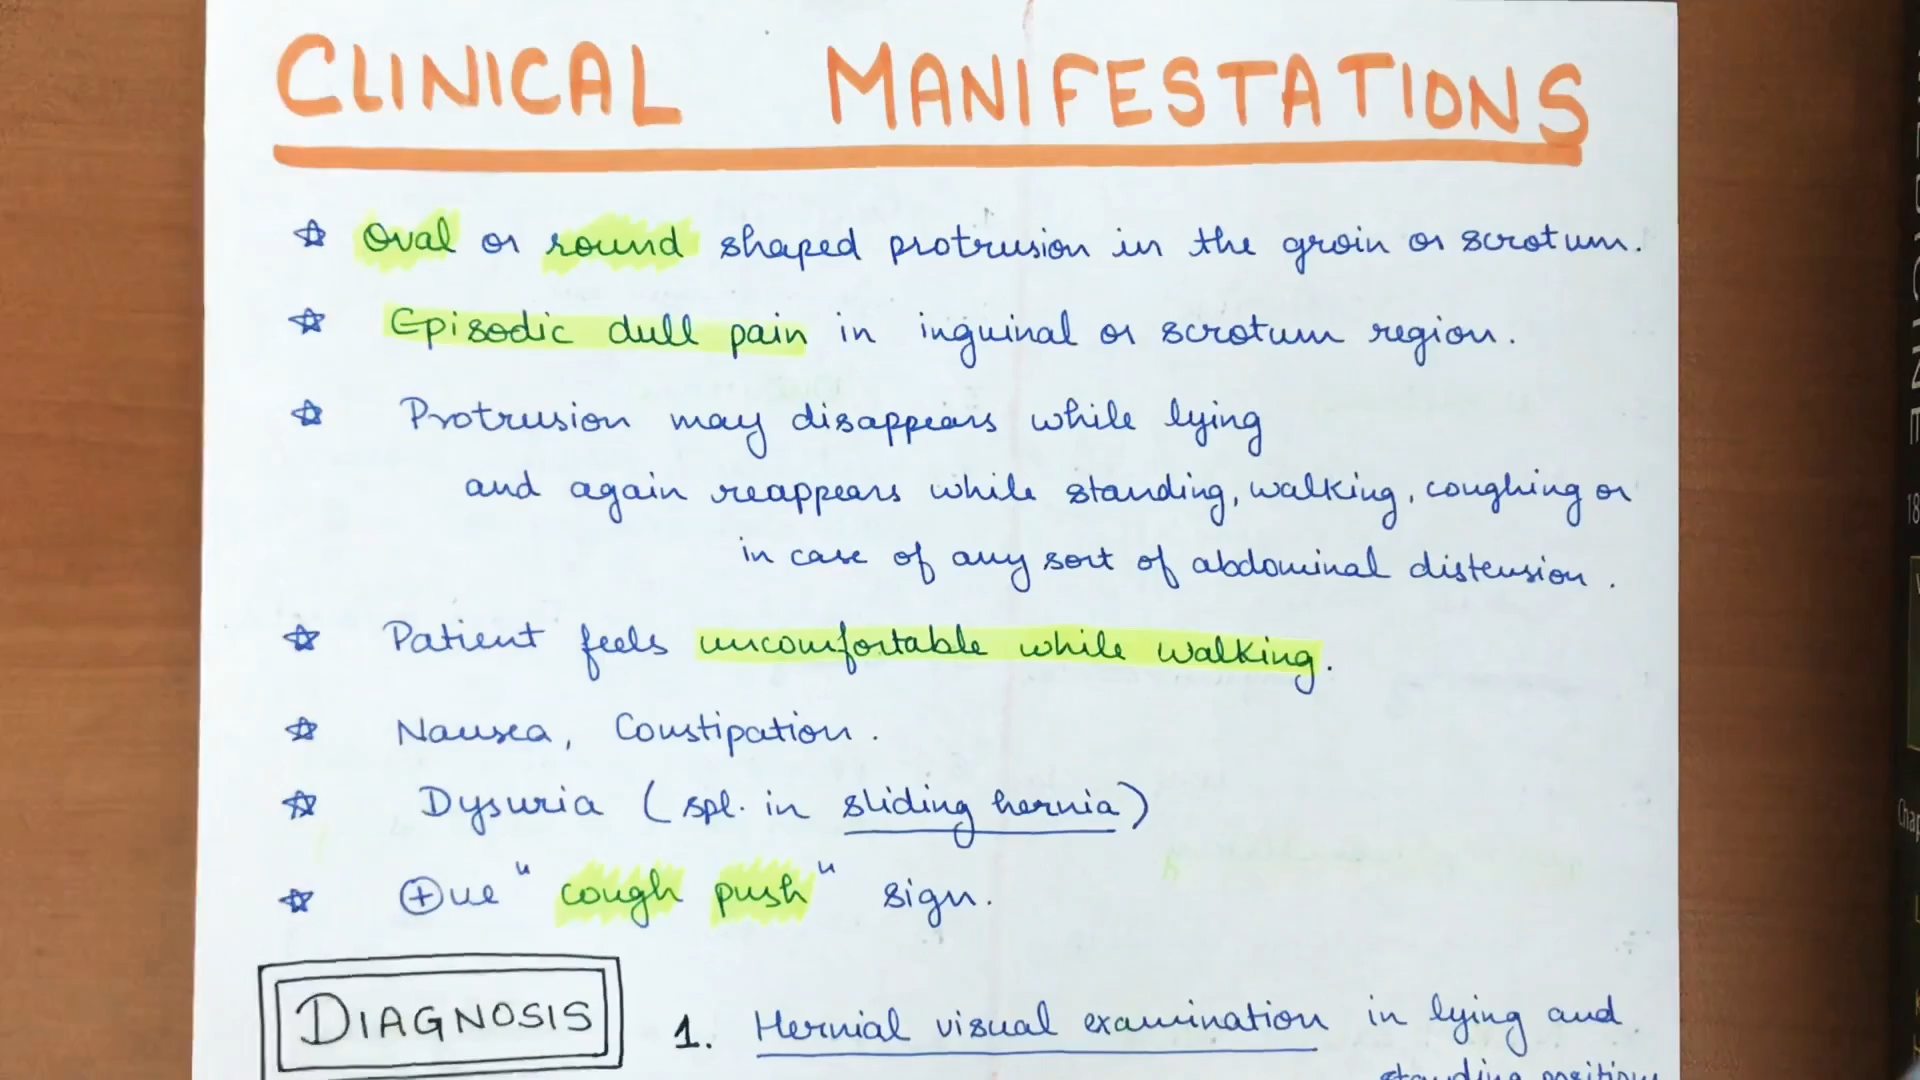 CLINICAL MANIFESTATIONS
Oval or round shaped protrusion in the groin or scrotum.
Episodic dull pain in inguinal or scrotum region.
Protrusion may disappears while lying
and again reappears while standing, walking, coughing or
in case of any sort of abdominal distension.
Patient feels uncomfortable while walking.
Nausea, Constipation.
Dysuria (spl. in sliding hernia)
⊕ve "cough push" sign.
DIAGNOSIS
1. Hernial visual examination in lying and
standing position